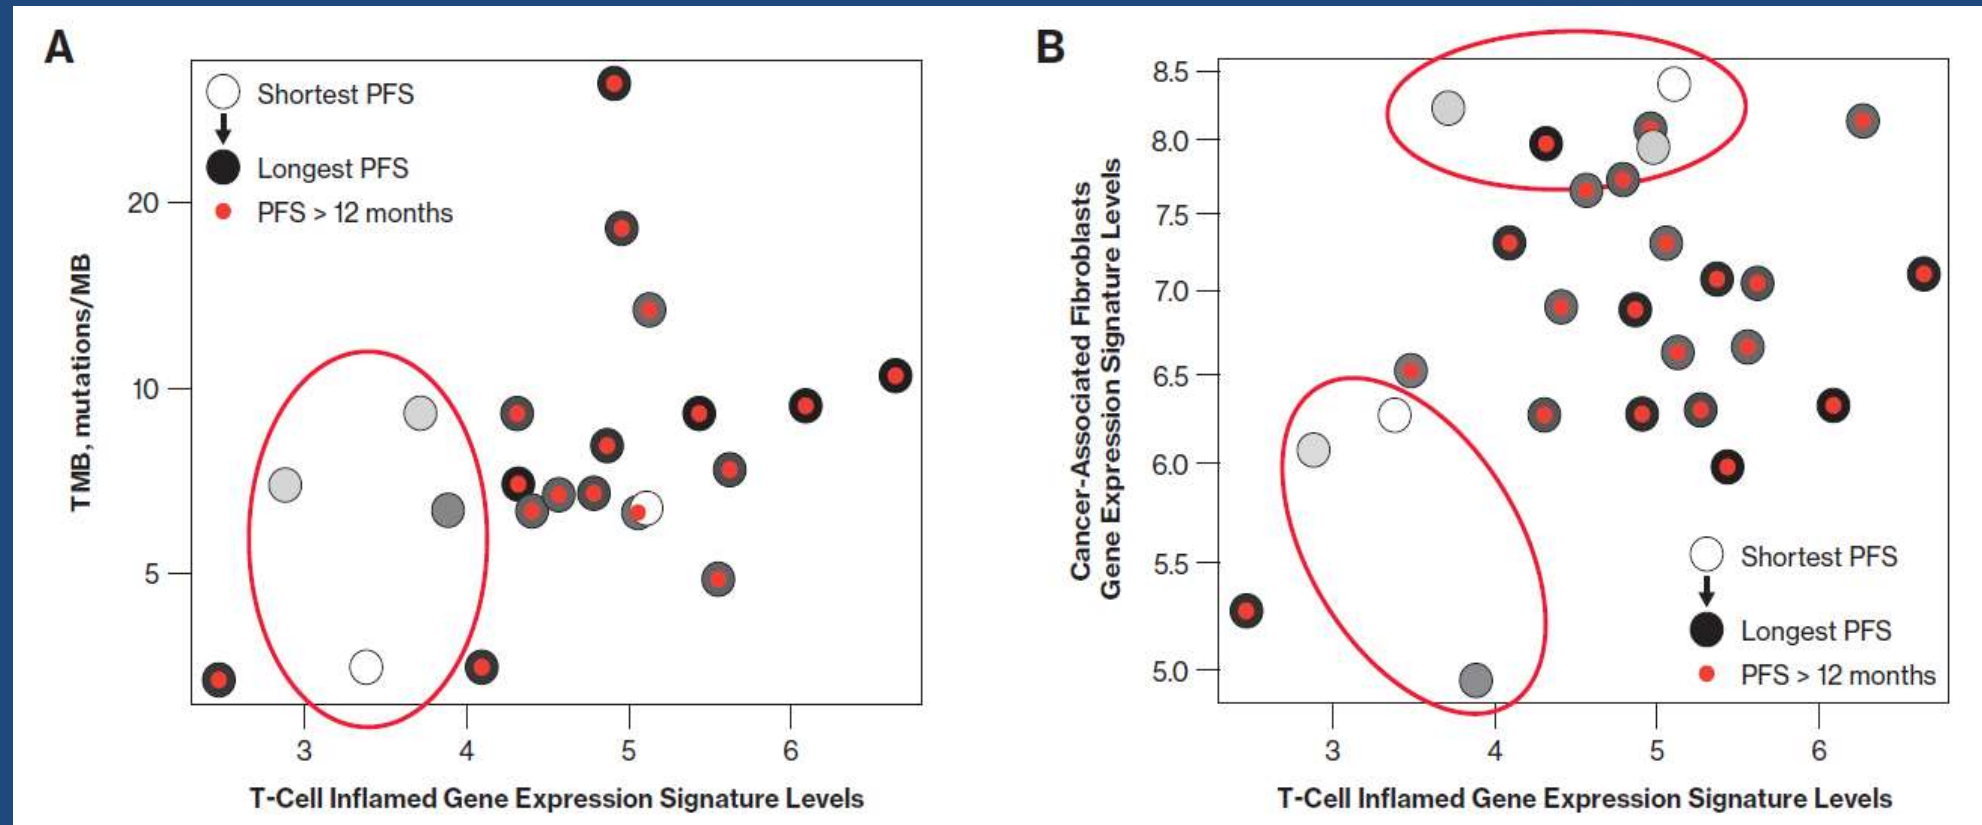 A
Shortest PFS
Longest PFS
PFS > 12 months
20
10
5
TMB, mutations/MB
3 4 5 6
T-Cell Inflamed Gene Expression Signature Levels
B
8.5
8.0
7.5
7.0
6.5
6.0
5.5
5.0
Cancer-Associated Fibroblasts
Gene Expression Signature Levels
Shortest PFS
Longest PFS
PFS > 12 months
3 4 5 6
T-Cell Inflamed Gene Expression Signature Levels